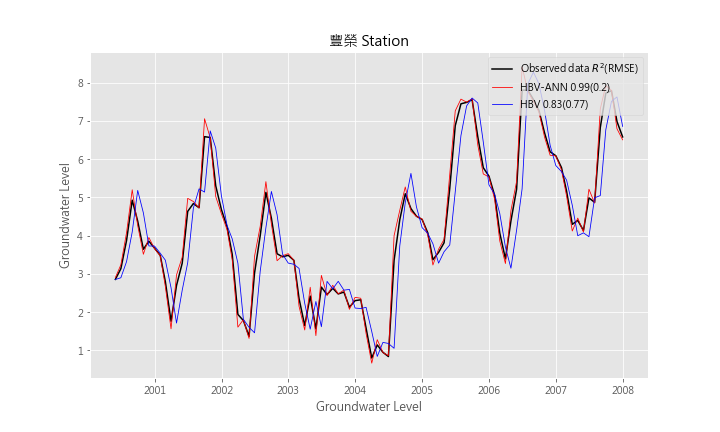 豐榮 Station
Observed data R²(RMSE)
HBV-ANN 0.99(0.2)
HBV 0.83(0.77)
Groundwater Level
8
7
6
5
4
3
2
1
2001 2002 2003 2004 2005 2006 2007 2008
Groundwater Level